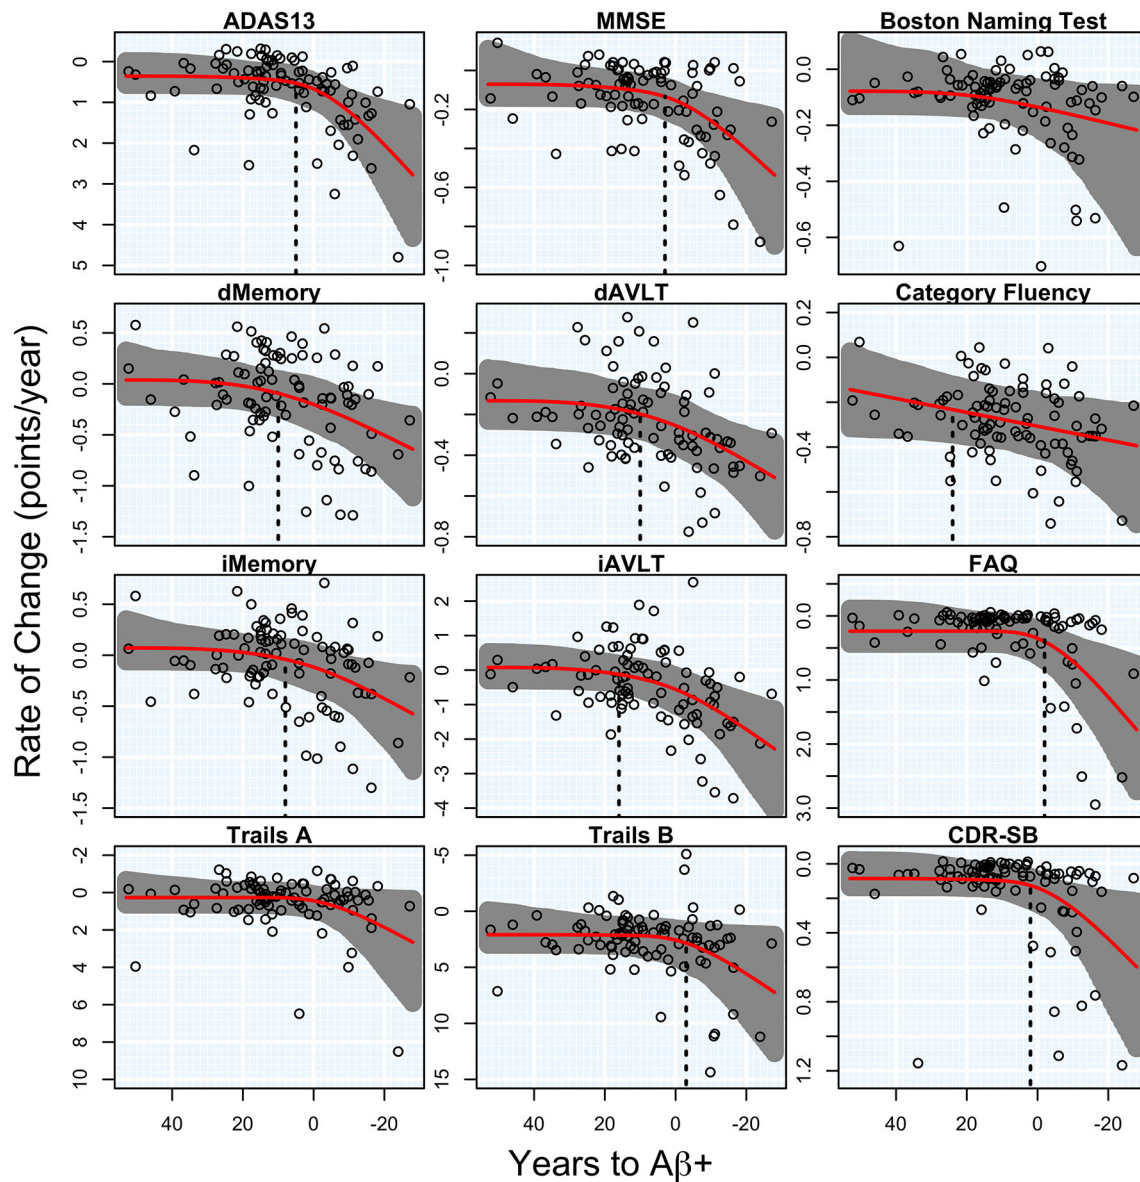 ADAS13 MMSE Boston Naming Test
0 1 2 3 4 5
-0.2 -0.6 -1.0
0.0 -0.2 -0.4 -0.6
dMemory dAVLT Category Fluency
0.5 0.0 -0.5 -1.0 -1.5
0.0 -0.4 -0.8
0.2 0.0 -0.4 -0.8
iMemory iAVLT FAQ
0.5 0.0 -0.5 -1.0 -1.5
2 1 0 -1 -2 -4
0.0 1.0 2.0 3.0
Trails A Trails B CDR-SB
-2 0 2 4 6 8 10
-5 0 5 10 15
0.0 0.4 0.8 1.2
40 20 0 -20 40 20 0 -20 40 20 0 -20
Rate of Change (points/year)
Years to Aβ+